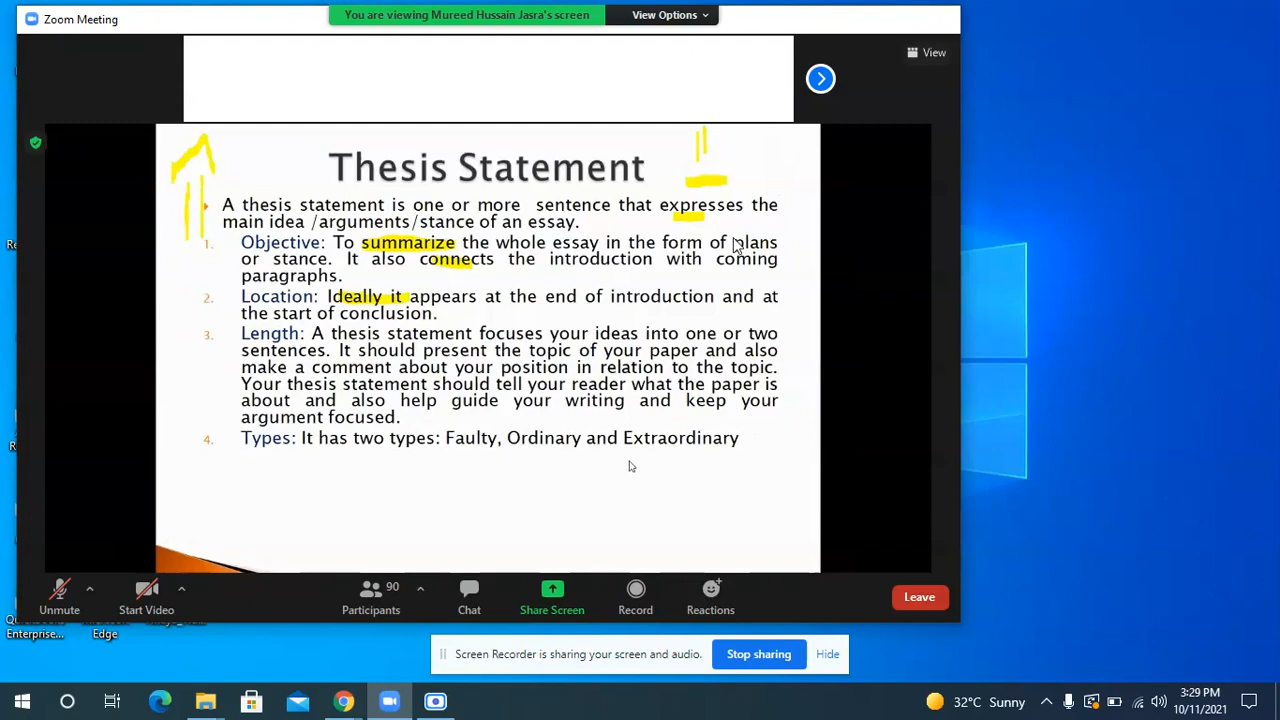 Zoom Meeting
You are viewing Mureed Hussain Jasra's screen
View Options
View
Thesis Statement
A thesis statement is one or more sentence that expresses the
main idea /arguments/stance of an essay.
1. Objective: To summarize the whole essay in the form of plans
or stance. It also connects the introduction with coming
paragraphs.
2. Location: Ideally it appears at the end of introduction and at
the start of conclusion.
3. Length: A thesis statement focuses your ideas into one or two
sentences. It should present the topic of your paper and also
make a comment about your position in relation to the topic.
Your thesis statement should tell your reader what the paper is
about and also help guide your writing and keep your
argument focused.
4. Types: It has two types: Faulty, Ordinary and Extraordinary
90
Unmute
Start Video
Participants
Chat
Share Screen
Record
Reactions
Leave
Enterprise...
Edge
Screen Recorder is sharing your screen and audio.
Stop sharing
Hide
32°C Sunny
3:29 PM
10/11/2021